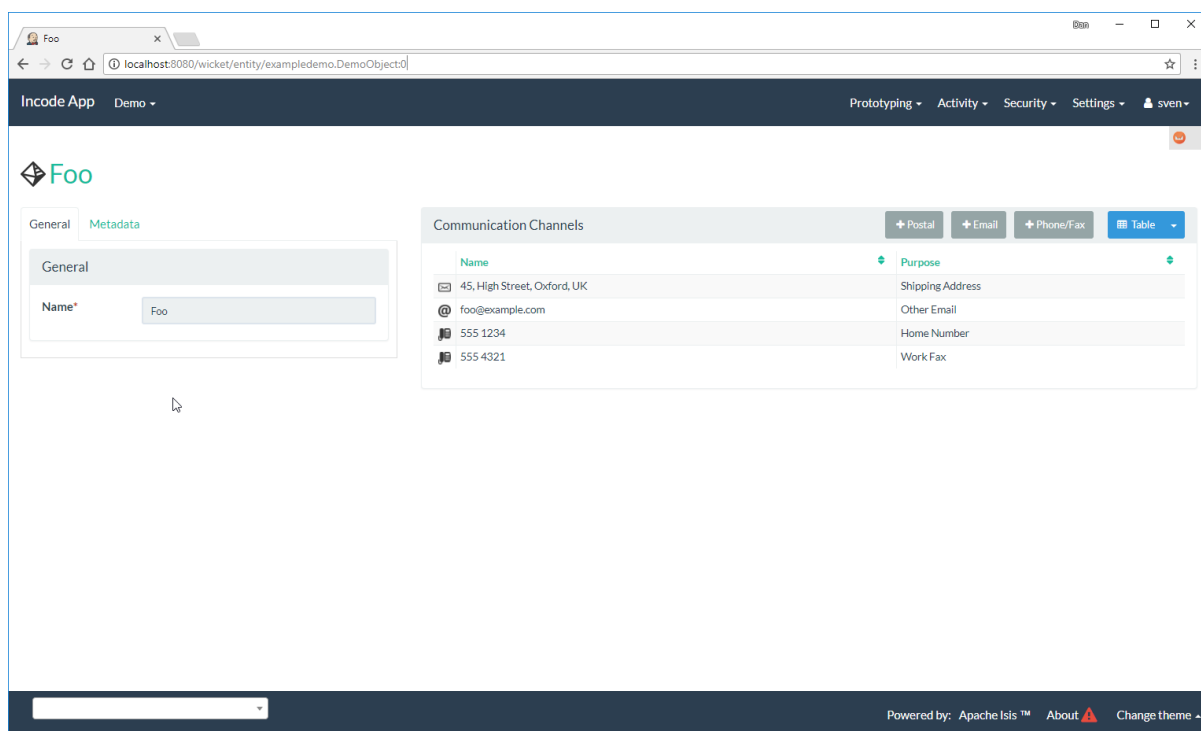 Foo
Dan
localhost:8080/wicket/entity/exampledemo.DemoObject:0
Incode App Demo Prototyping Activity Security Settings sven
Foo
General Metadata
General
Name* Foo
Communication Channels + Postal + Email + Phone/Fax Table
Name Purpose
45, High Street, Oxford, UK Shipping Address
foo@example.com Other Email
555 1234 Home Number
555 4321 Work Fax
Powered by: Apache Isis ™ About Change theme